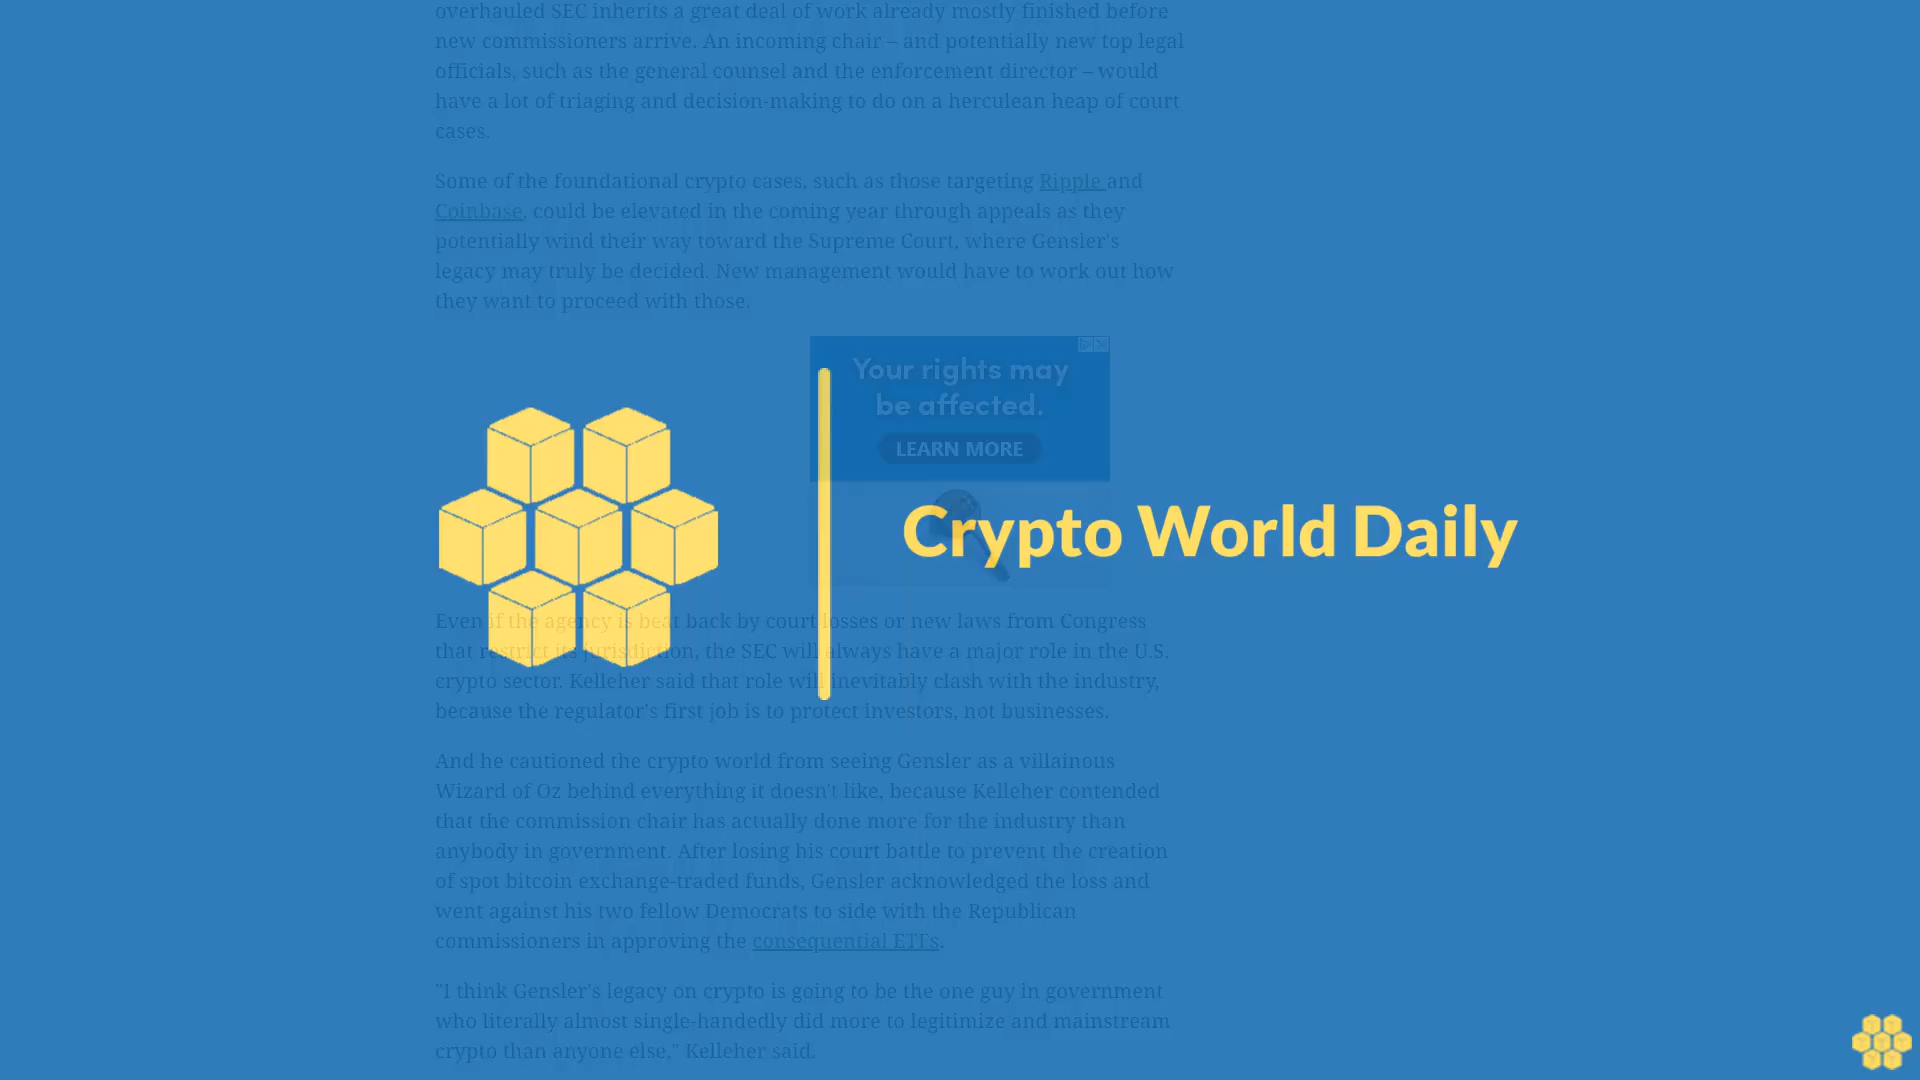 overhauled SEC inherits a great deal of work already mostly finished before
new commissioners arrive. An incoming chair – and potentially new top legal
officials, such as the general counsel and the enforcement director – would
have a lot of triaging and decision-making to do on a herculean heap of court
cases.
Some of the foundational crypto cases, such as those targeting Ripple and
Coinbase, could be elevated in the coming year through appeals as they
potentially wind their way toward the Supreme Court, where Gensler's
legacy may truly be decided. New management would have to work out how
they want to proceed with those.
Your rights may
be affected.
LEARN MORE
Crypto World Daily
Even if the agency is beat back by court losses or new laws from Congress
that restrict its jurisdiction, the SEC will always have a major role in the U.S.
crypto sector. Kelleher said that role will inevitably clash with the industry,
because the regulator's first job is to protect investors, not businesses.
And he cautioned the crypto world from seeing Gensler as a villainous
Wizard of Oz behind everything it doesn't like, because Kelleher contended
that the commission chair has actually done more for the industry than
anybody in government. After losing his court battle to prevent the creation
of spot bitcoin exchange-traded funds, Gensler acknowledged the loss and
went against his two fellow Democrats to side with the Republican
commissioners in approving the consequential ETFs.
"I think Gensler's legacy on crypto is going to be the one guy in government
who literally almost single-handedly did more to legitimize and mainstream
crypto than anyone else," Kelleher said.